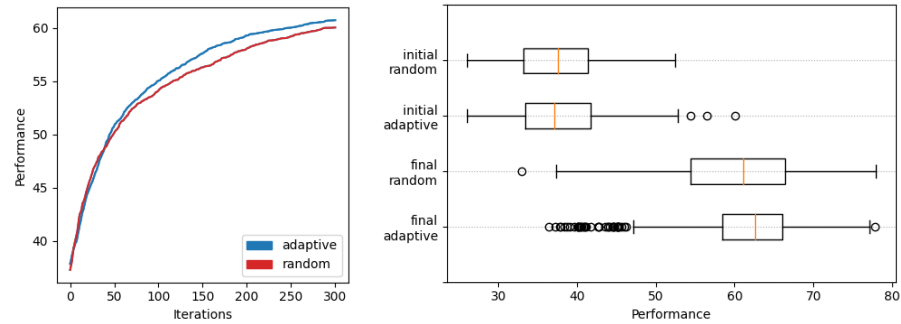 60
55
50
45
40
Performance
adaptive
random
0
50
100
150
200
250
300
Iterations
initial
random
initial
adaptive
final
random
final
adaptive
30
40
50
60
70
80
Performance